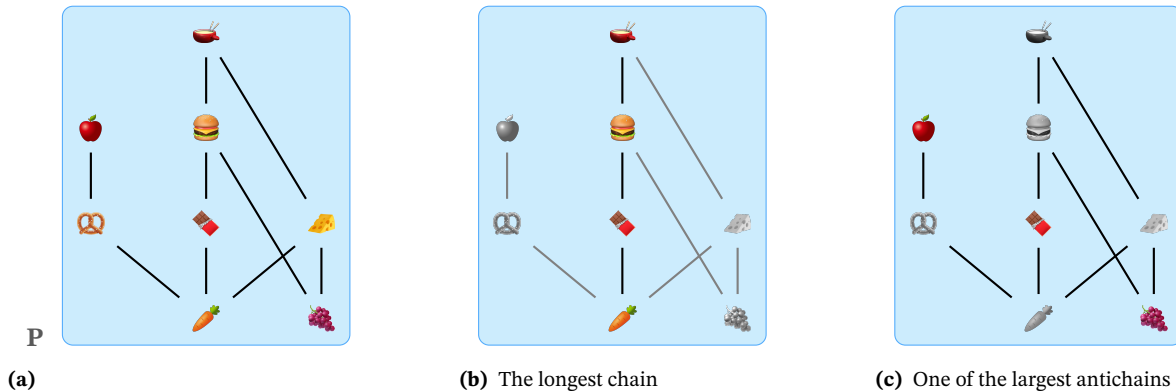 P
(a)
(b) The longest chain
(c) One of the largest antichains